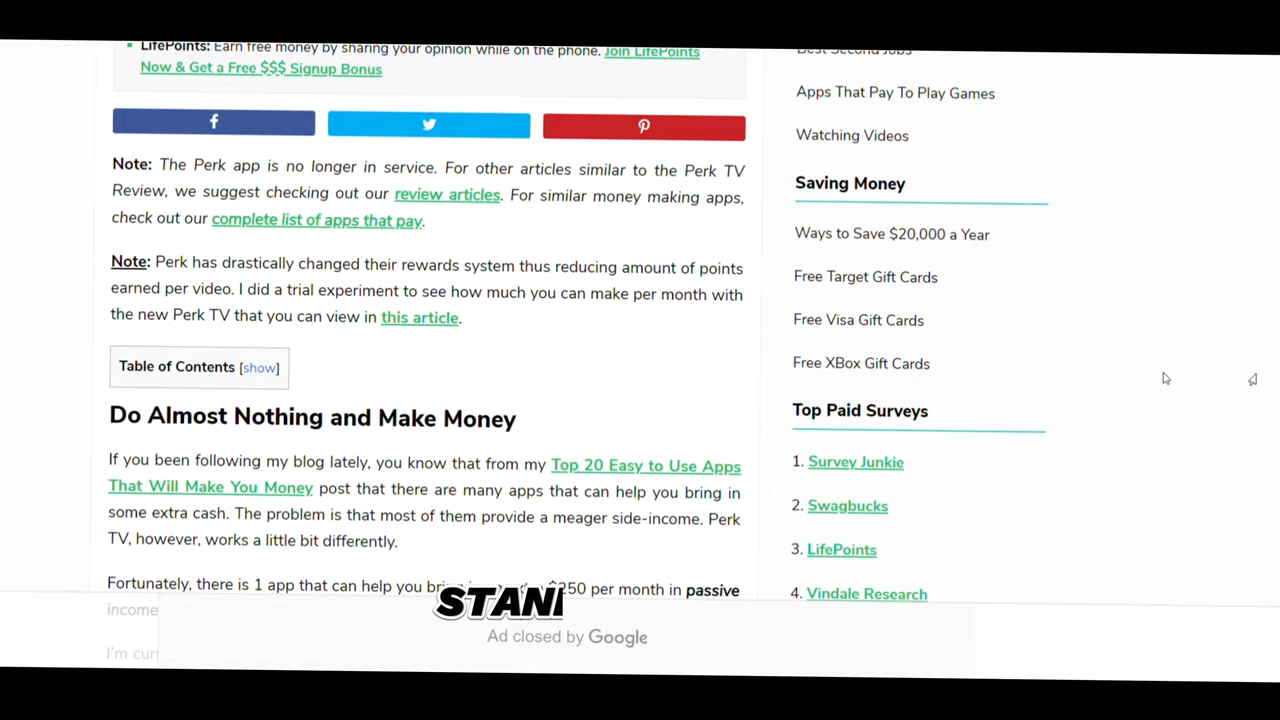 LifePoints: Earn free money by sharing your opinion while on the phone. Join LifePoints
Now & Get a Free $$$ Signup Bonus
Note: The Perk app is no longer in service. For other articles similar to the Perk TV
Review, we suggest checking out our review articles. For similar money making apps,
check out our complete list of apps that pay.
Note: Perk has drastically changed their rewards system thus reducing amount of points
earned per video. I did a trial experiment to see how much you can make per month with
the new Perk TV that you can view in this article.
Table of Contents [show]
Do Almost Nothing and Make Money
If you been following my blog lately, you know that from my Top 20 Easy to Use Apps
That Will Make You Money post that there are many apps that can help you bring in
some extra cash. The problem is that most of them provide a meager side-income. Perk
TV, however, works a little bit differently.
Fortunately, there is 1 app that can help you $250 per month in passive
income
I'm
STAN
Ad closed by Google
Best Second Jobs
Apps That Pay To Play Games
Watching Videos
Saving Money
Ways to Save $20,000 a Year
Free Target Gift Cards
Free Visa Gift Cards
Free XBox Gift Cards
Top Paid Surveys
1. Survey Junkie
2. Swagbucks
3. LifePoints
4. Vindale Research